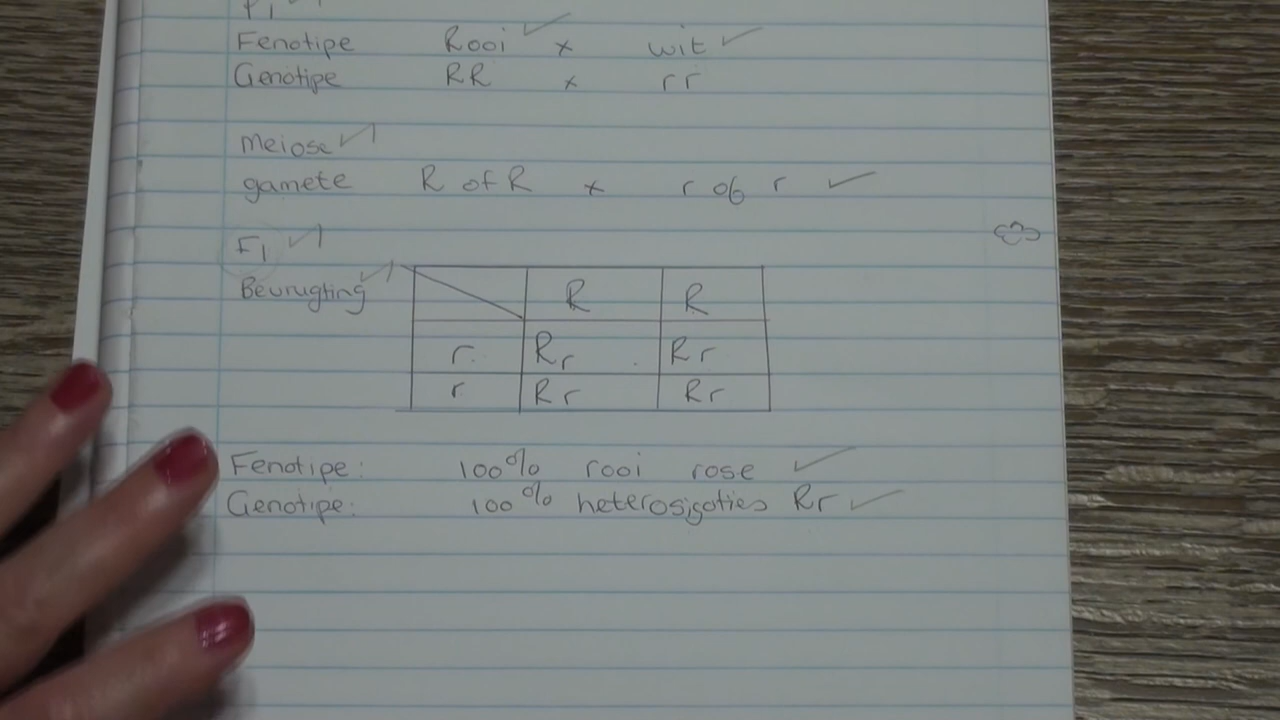 P1
Fenotipe Rooi x wit
Genotipe RR x rr
Meiose
gamete R of R x r of r
F1
Bevrugting R R
r Rr Rr
r Rr Rr
Fenotipe: 100% rooi rose
Genotipe: 100% heterosigoties Rr